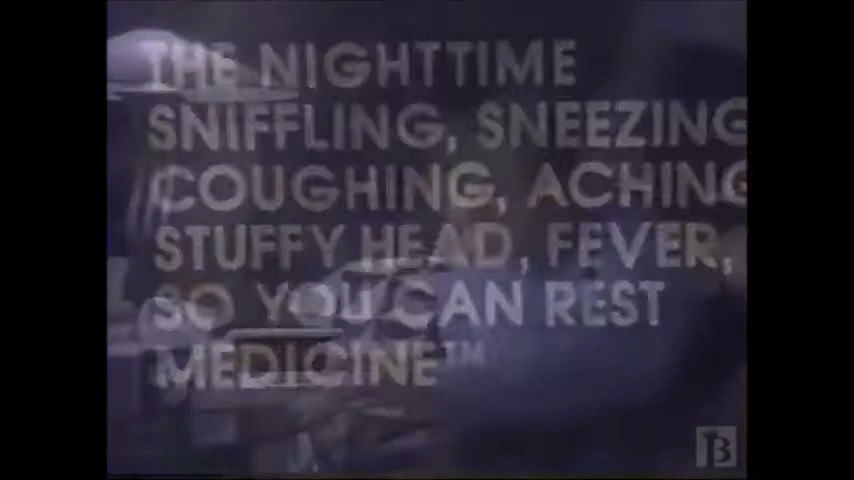 THE NIGHTTIME
SNIFFLING, SNEEZING
COUGHING, ACHING
STUFFY HEAD, FEVER,
SO YOU CAN REST
MEDICINE™
B